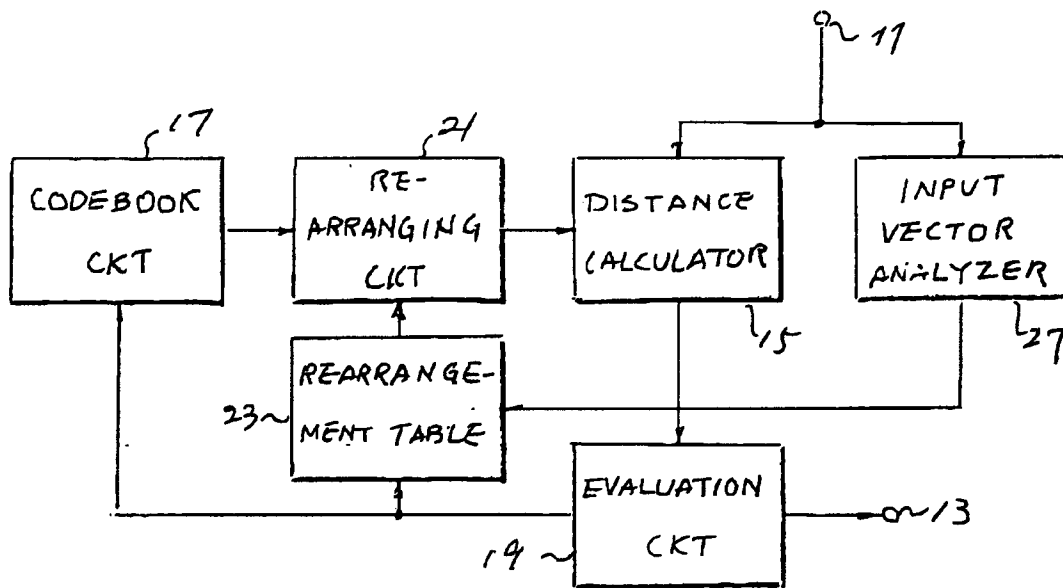 11
17
21
CODEBOOK
CKT
RE-
ARRANGING
CKT
DISTANCE
CALCULATOR
INPUT
VECTOR
ANALYZER
15
27
23
REARRANGE-
MENT TABLE
EVALUATION
CKT
13
19